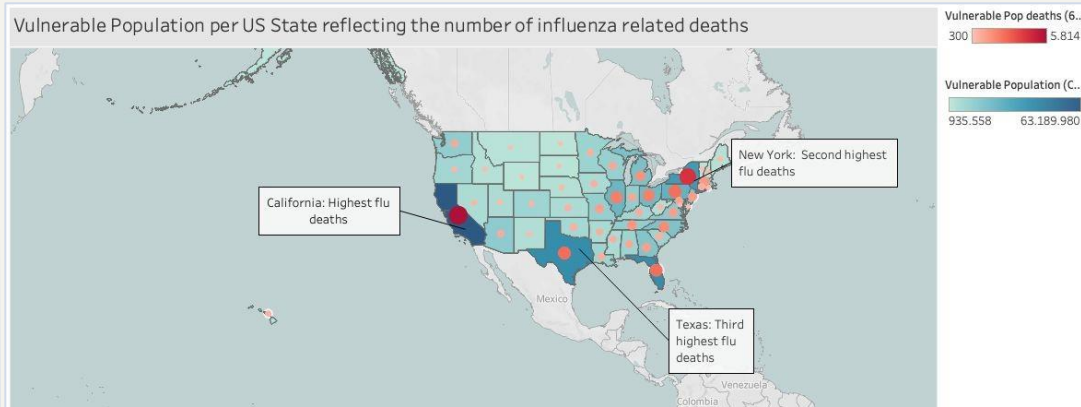 Vulnerable Population per US State reflecting the number of influenza related deaths
Vulnerable Pop deaths (6..
300
5.814
Vulnerable Population (C..
935.558
63.189.980
New York: Second highest
flu deaths
California: Highest flu
deaths
Mexico
Texas: Third
highest flu
deaths
Venezuela
Colombia